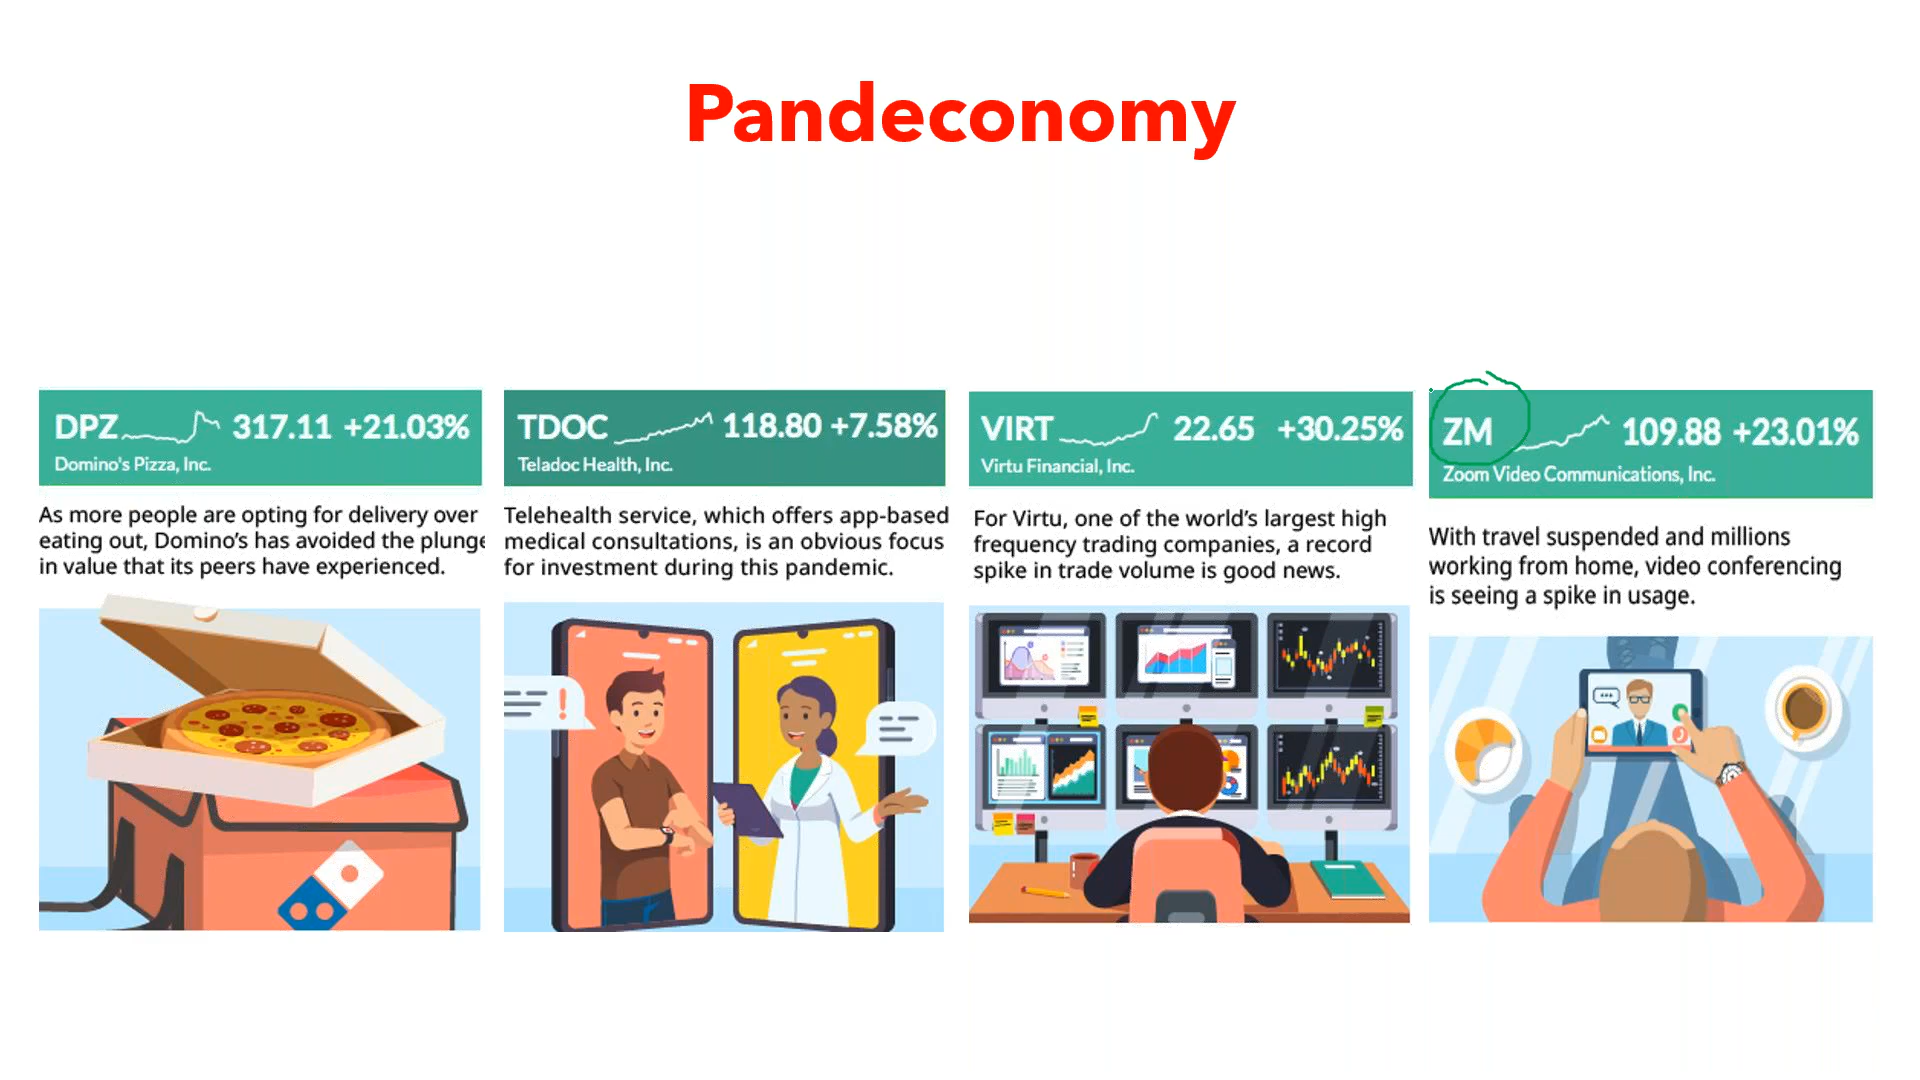 Pandeconomy
DPZ 317.11 +21.03%
Domino's Pizza, Inc.
As more people are opting for delivery over
eating out, Domino's has avoided the plunge
in value that its peers have experienced.
TDOC 118.80 +7.58%
Teladoc Health, Inc.
Telehealth service, which offers app-based
medical consultations, is an obvious focus
for investment during this pandemic.
VIRT 22.65 +30.25%
Virtu Financial, Inc.
For Virtu, one of the world's largest high
frequency trading companies, a record
spike in trade volume is good news.
ZM 109.88 +23.01%
Zoom Video Communications, Inc.
With travel suspended and millions
working from home, video conferencing
is seeing a spike in usage.